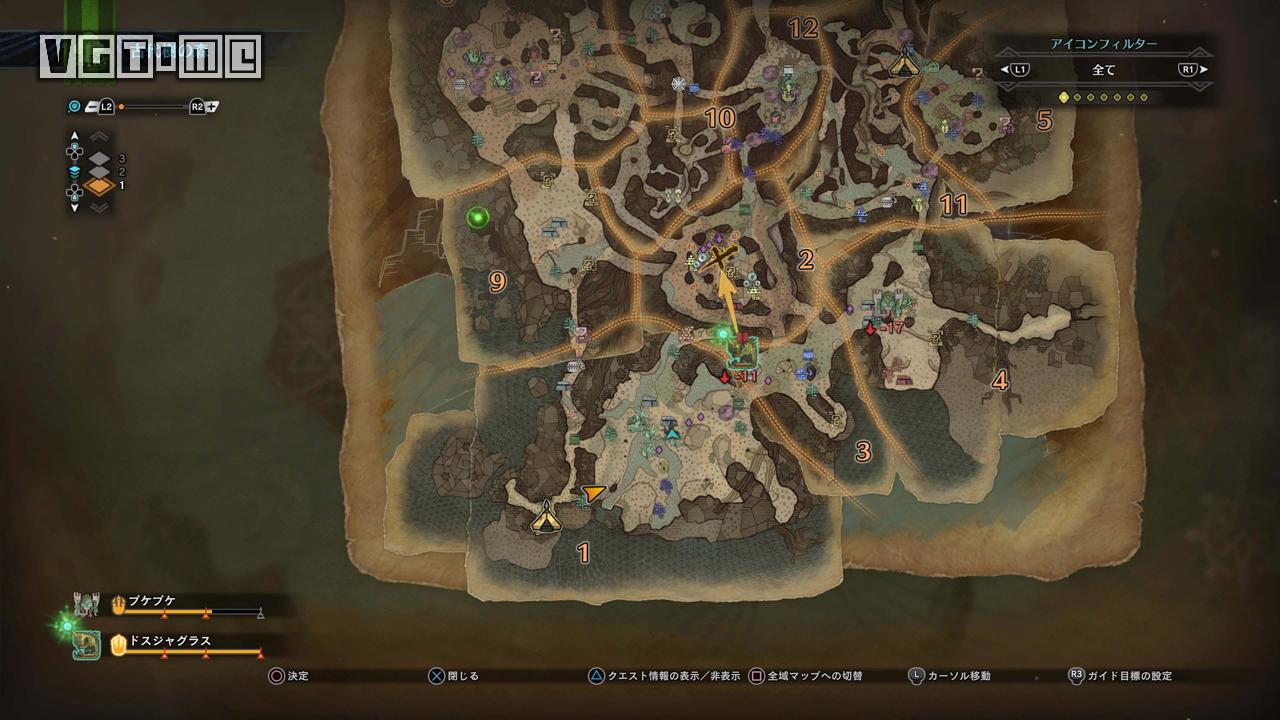 VGTIME
アイコンフィルター
L1
全て
R1
L2
R2
3
2
1
12
10
5
11
2
9
-17
-11
4
3
1
プケプケ
ドスジャグラス
決定
閉じる
クエスト情報の表示/非表示
全域マップへの切替
L カーソル移動
R3 ガイド目標の設定